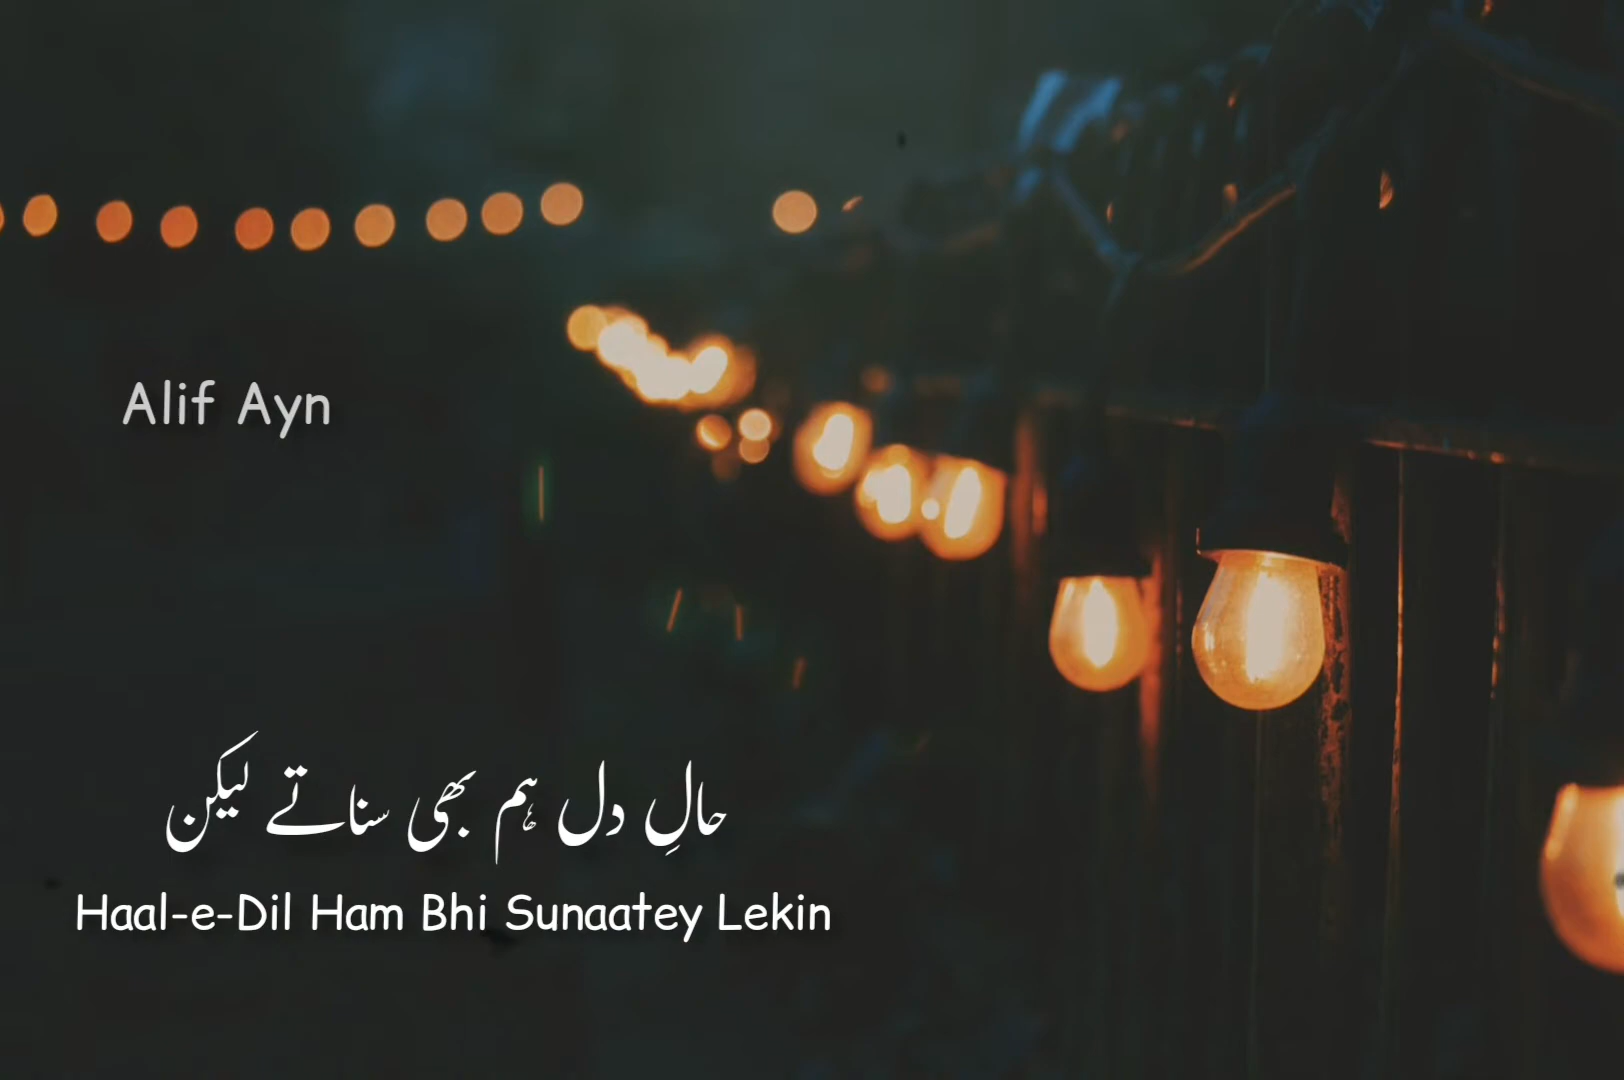 Alif Ayn
حالِ دل ہم بھی سناتے لیکن
Haal-e-Dil Ham Bhi Sunaatey Lekin